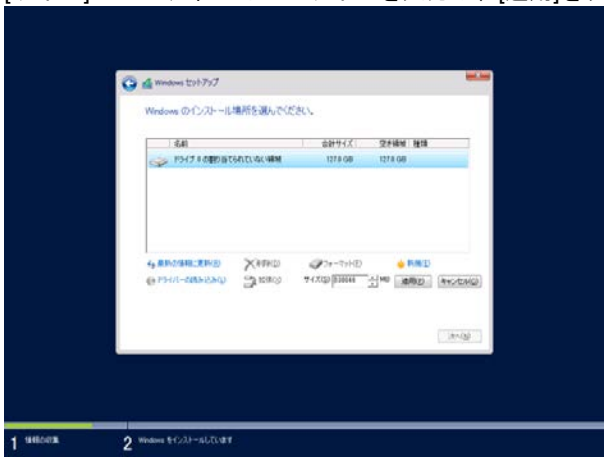 Windows セットアップ
Windows のインストール場所を選んでください。
名前 合計サイズ 空き領域 種類
ドライブ 0 の割り当てられていない領域 127.0 GB 127.0 GB
最新の情報に更新(R) 削除(D) フォーマット(F) 新規(E)
ドライバーの読み込み(L) 拡張(X) サイズ(S) MB 適用(P) キャンセル(C)
次へ(N)
1 情報の収集 2 Windows をインストールしています